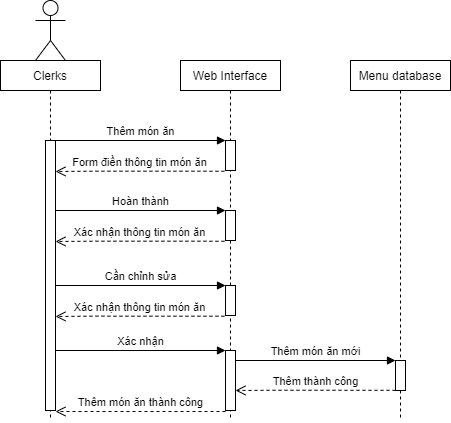 Clerks
Web Interface
Menu database
Thêm món ăn
Form điền thông tin món ăn
Hoàn thành
Xác nhận thông tin món ăn
Cần chỉnh sửa
Xác nhận thông tin món ăn
Xác nhận
Thêm món ăn mới
Thêm thành công
Thêm món ăn thành công